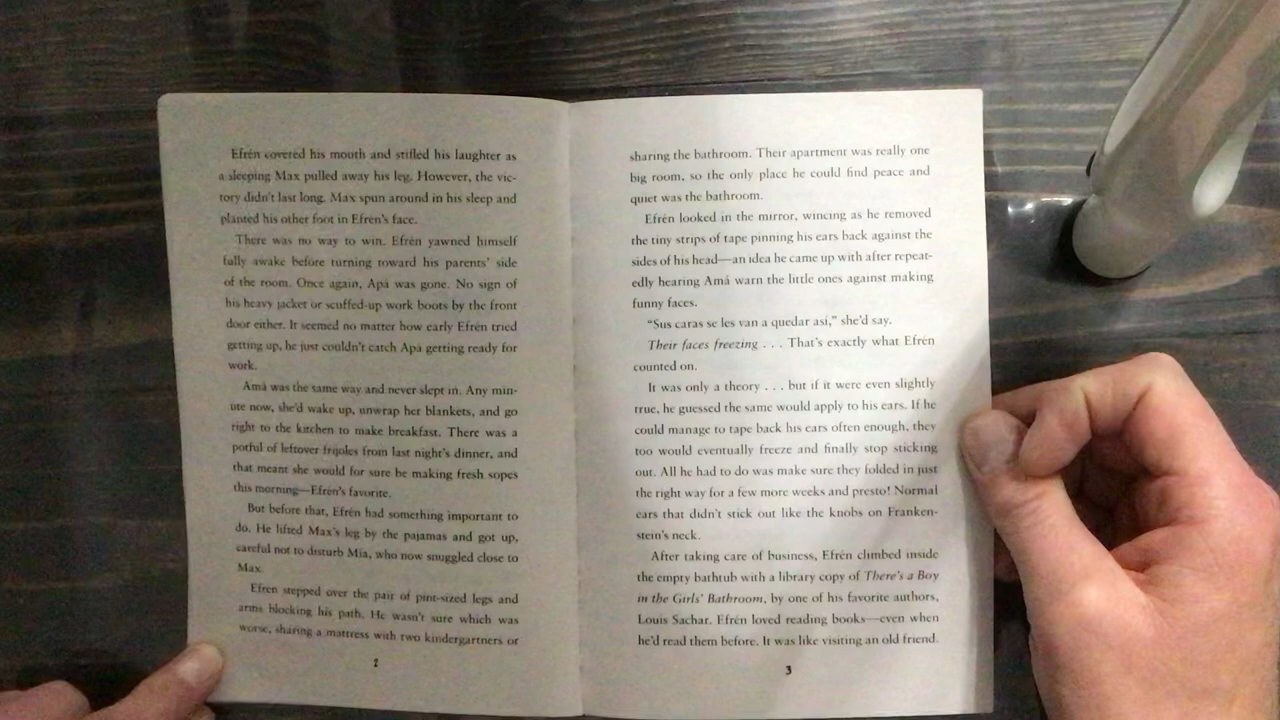 Efrén covered his mouth and stifled his laughter as
a sleeping Max pulled away his leg. However, the vic-
tory didn't last long. Max spun around in his sleep and
planted his other foot in Efrén's face.
There was no way to win. Efrén yawned himself
fully awake before turning toward his parents' side
of the room. Once again, Apá was gone. No sign of
his heavy jacket or scuffed-up work boots by the front
door either. It seemed no matter how early Efrén tried
getting up, he just couldn't catch Apá getting ready for
work.
Amá was the same way and never slept in. Any min-
ute now, she'd wake up, unwrap her blankets, and go
right to the kitchen to make breakfast. There was a
potful of leftover frijoles from last night's dinner, and
that meant she would for sure be making fresh sopes
this morning—Efrén's favorite.
But before that, Efrén had something important to
do. He lifted Max's leg by the pajamas and got up,
careful not to disturb Mia, who now snuggled close to
Max.
Efrén stepped over the pair of pint-sized legs and
arms blocking his path. He wasn't sure which was
worse, sharing a mattress with two kindergartners or
2
sharing the bathroom. Their apartment was really one
big room, so the only place he could find peace and
quiet was the bathroom.
Efrén looked in the mirror, wincing as he removed
the tiny strips of tape pinning his ears back against the
sides of his head—an idea he came up with after repeat-
edly hearing Amá warn the little ones against making
funny faces.
"Sus caras se les van a quedar así," she'd say.
Their faces freezing . . . That's exactly what Efrén
counted on.
It was only a theory . . . but if it were even slightly
true, he guessed the same would apply to his ears. If he
could manage to tape back his ears often enough, they
too would eventually freeze and finally stop sticking
out. All he had to do was make sure they folded in just
the right way for a few more weeks and presto! Normal
ears that didn't stick out like the knobs on Franken-
stein's neck.
After taking care of business, Efrén climbed inside
the empty bathtub with a library copy of There's a Boy
in the Girls' Bathroom, by one of his favorite authors,
Louis Sachar. Efrén loved reading books—even when
he'd read them before. It was like visiting an old friend.
3